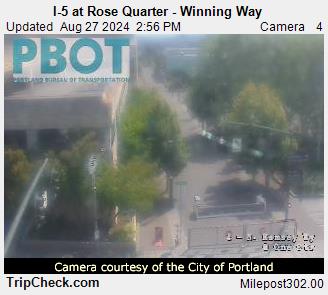 I-5 at Rose Quarter - Winning Way
Updated Aug 27 2024 2:56 PM Camera 4
PBOT
PORTLAND BUREAU OF TRANSPORTATION
Camera courtesy of the City of Portland
TripCheck.com Milepost302.00